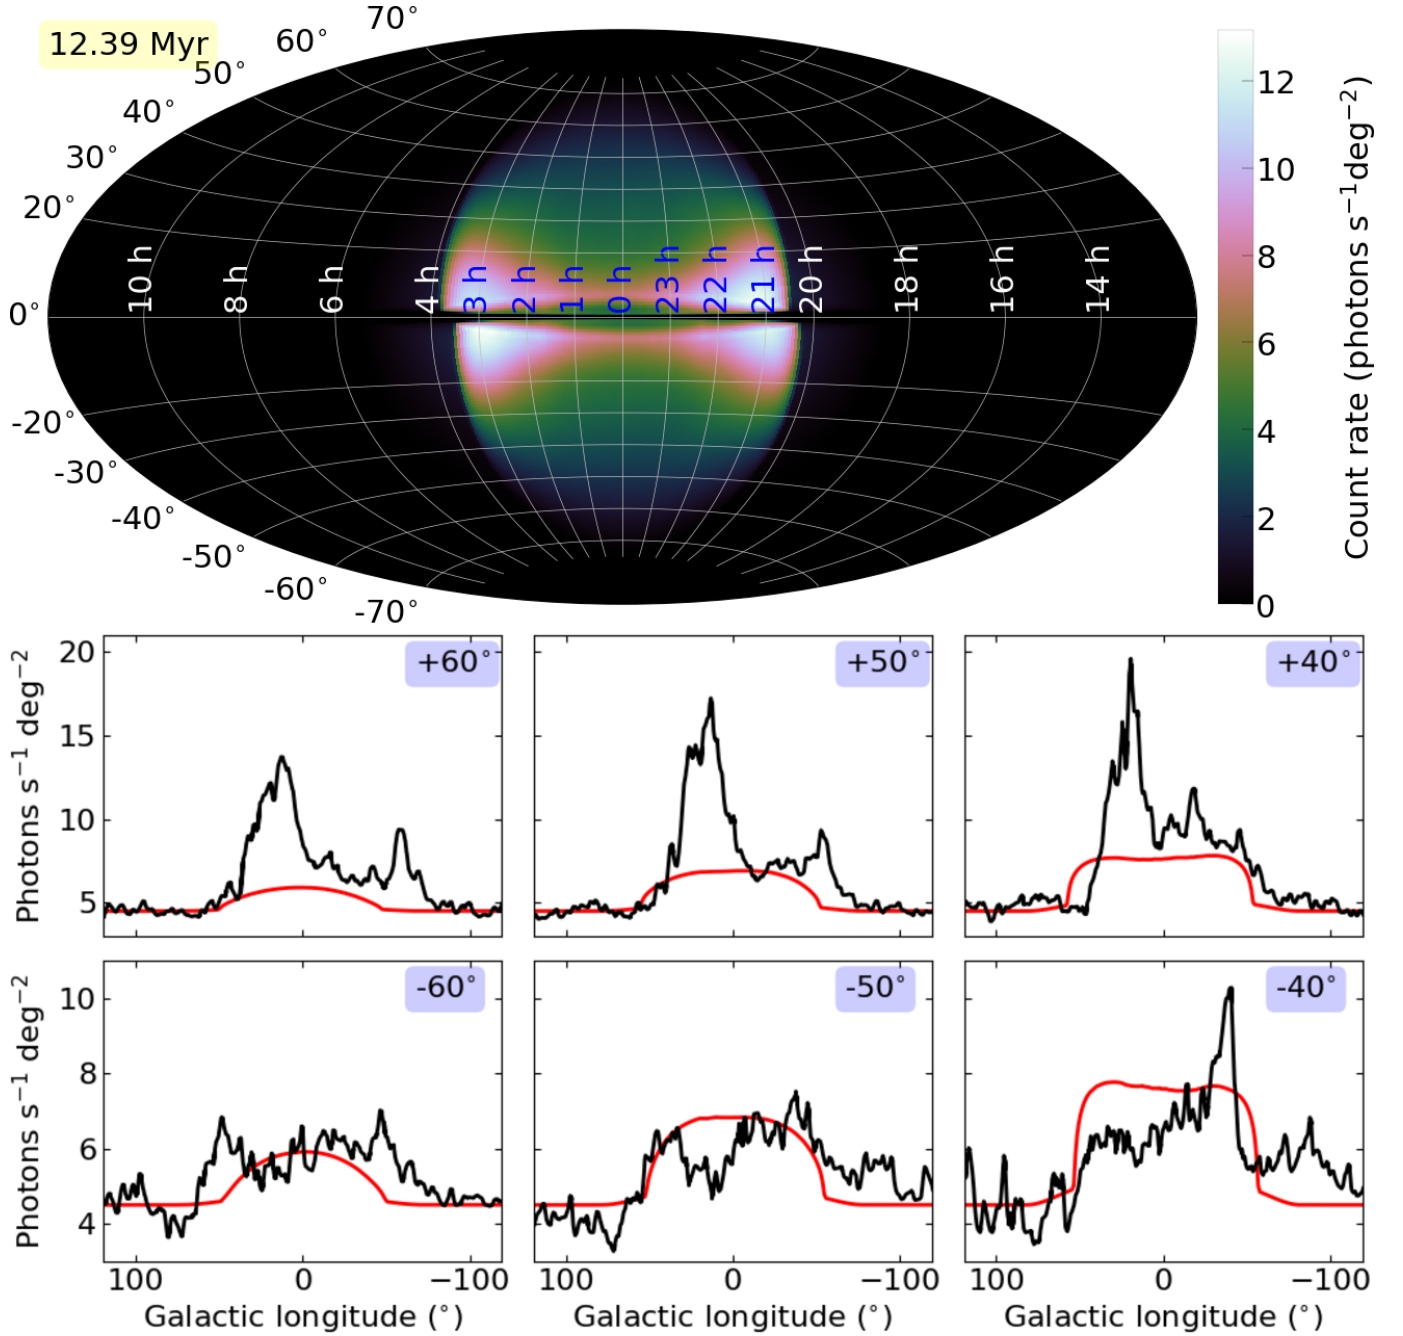 12.39 Myr
70°
60°
50°
40°
30°
20°
0°
-20°
-30°
-40°
-50°
-60°
-70°
10 h
8 h
6 h
4 h
3 h
2 h
1 h
0 h
23 h
22 h
21 h
20 h
18 h
16 h
14 h
12
10
8
6
4
2
0
Count rate (photons s⁻¹deg⁻²)
+60°
+50°
+40°
20
15
10
5
Photons s⁻¹ deg⁻²
-60°
-50°
-40°
10
8
6
4
Photons s⁻¹ deg⁻²
100 0 −100
100 0 −100
100 0 −100
Galactic longitude (°)
Galactic longitude (°)
Galactic longitude (°)